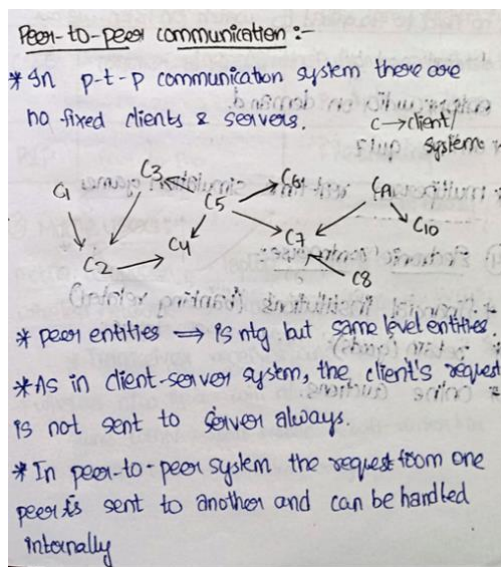 Peer-to-peer communication :-
* In p-t-p communication system there are
no fixed clients & servers.
C → client/
system
C1
C3
C5
C6
C9
C2
C4
C7
C10
C8
* peer entities → is ntg but same level entities
* As in client-server system, the client's request
is not sent to server always.
* In peer-to-peer system the request from one
peer is sent to another and can be handled
internally